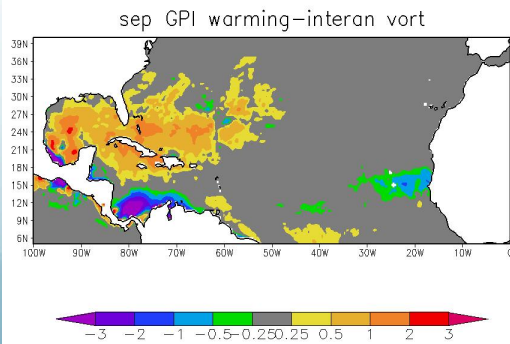 sep GPI warming-interan vort
39N
36N
33N
30N
27N
24N
21N
18N
15N
12N
9N
6N
100W 90W 80W 70W 60W 50W 40W 30W 20W 10W 0
-3 -2 -1 -0.5-0.250.25 0.5 1 2 3